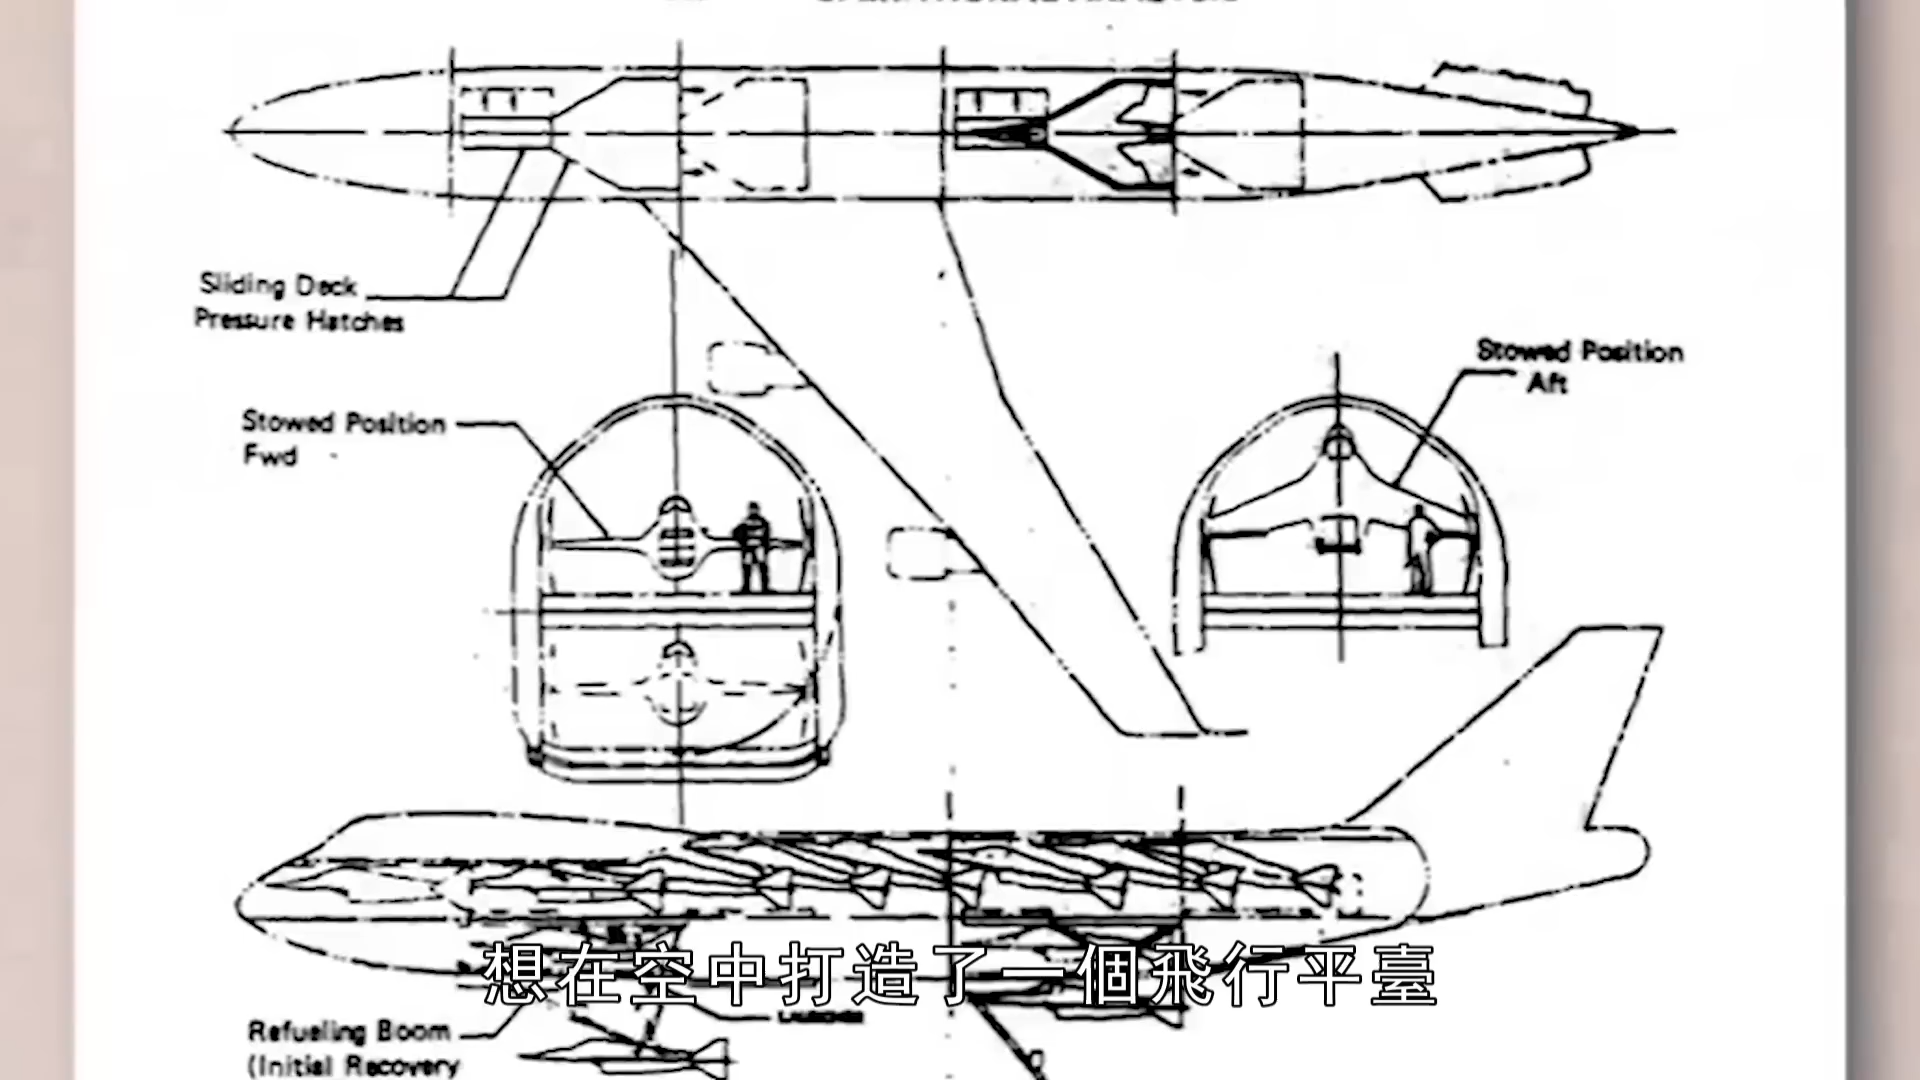 Sliding Deck
Pressure Hatches
Stowed Position
Aft
Stowed Position
Fwd
想在空中打造了一個飛行平臺
Refueling Boom
(Initial Recovery